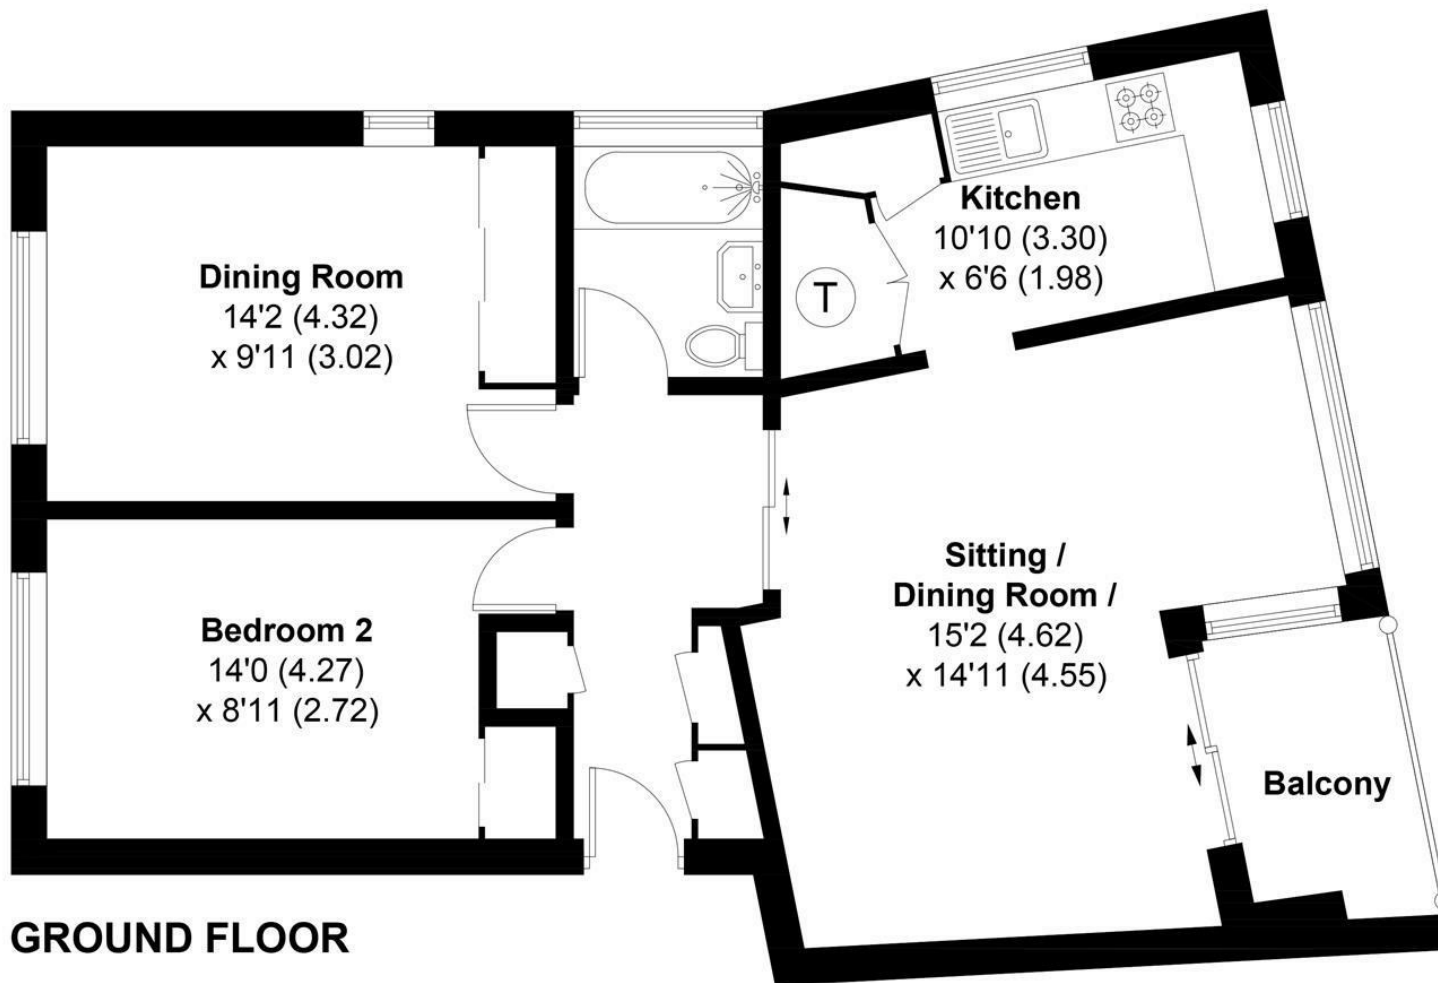 Kitchen
10'10 (3.30)
x 6'6 (1.98)
Dining Room
14'2 (4.32)
x 9'11 (3.02)
T
Sitting /
Dining Room /
15'2 (4.62)
x 14'11 (4.55)
Bedroom 2
14'0 (4.27)
x 8'11 (2.72)
Balcony
GROUND FLOOR